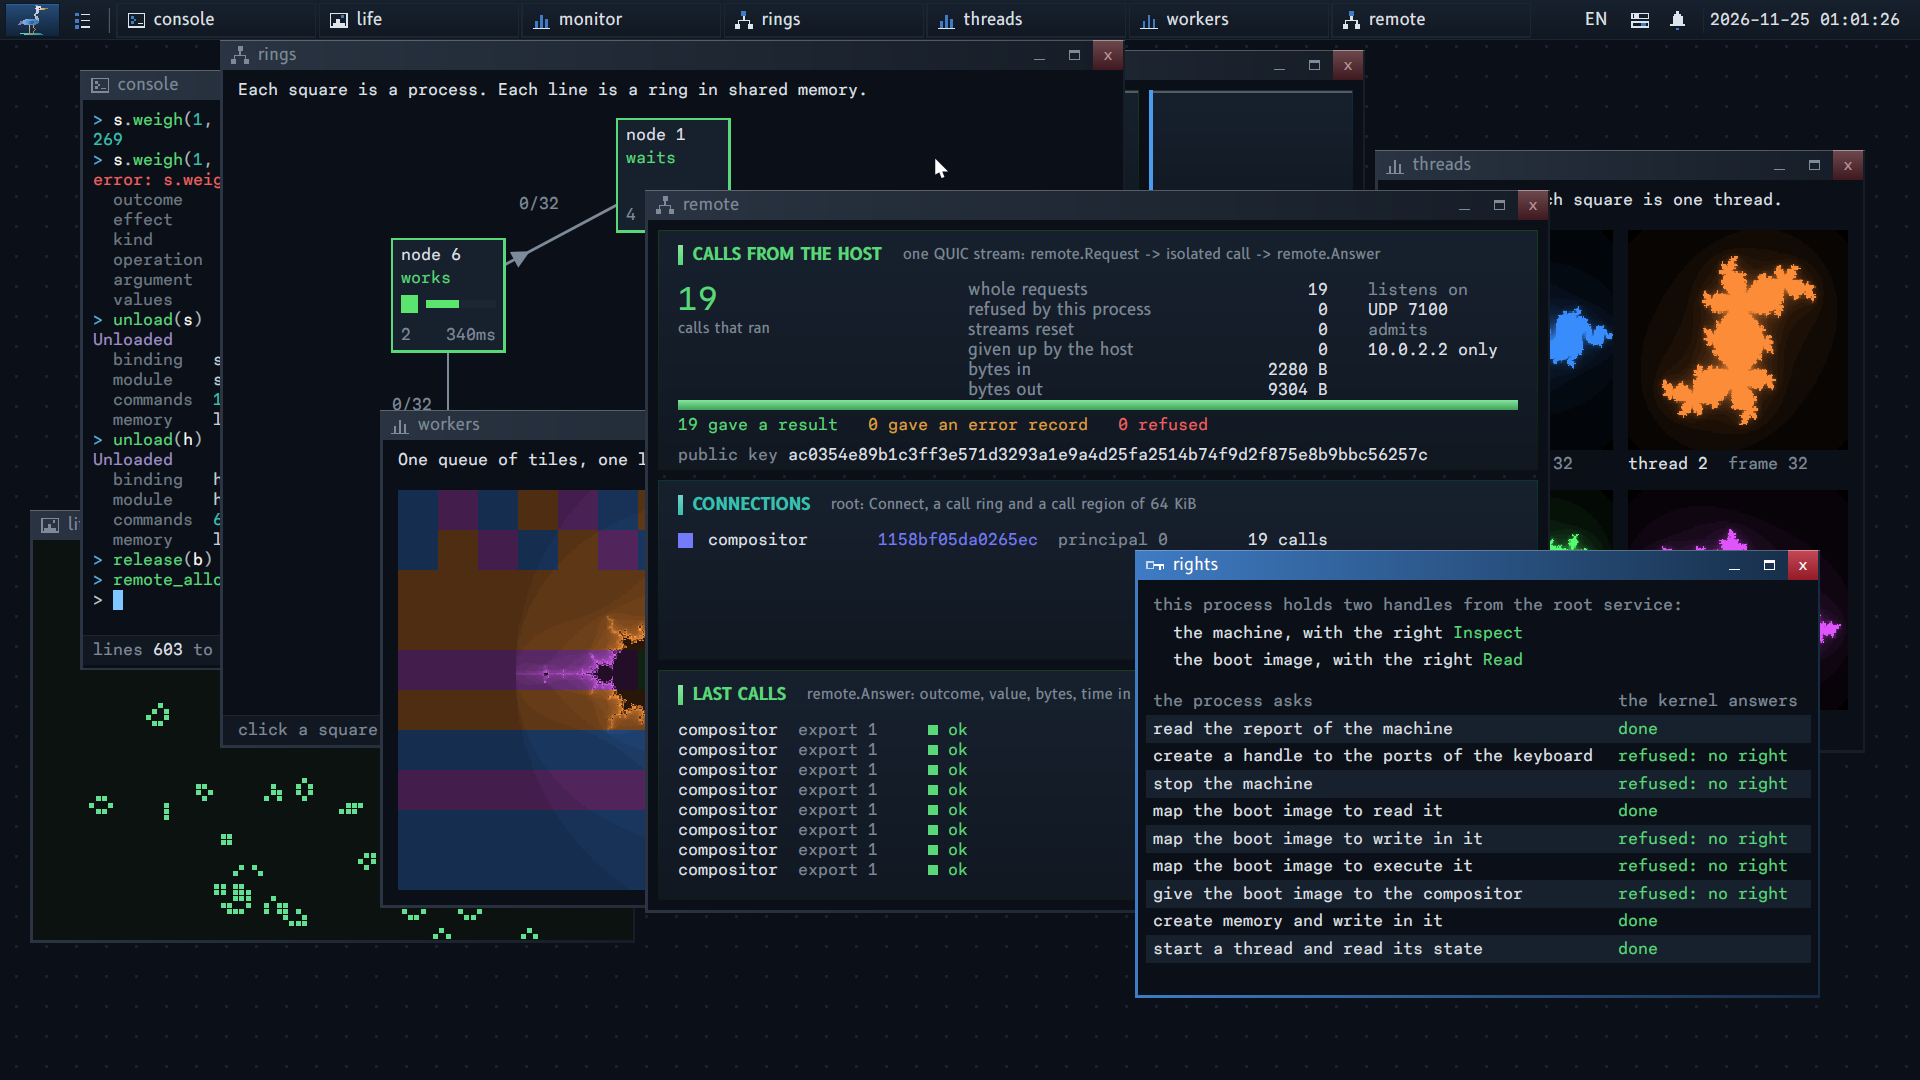 console
life
monitor
rings
threads
workers
remote
EN
2026-11-25 01:01:26
rings
x
Each square is a process. Each line is a ring in shared memory.
node 1
waits
4
0/32
node 6
works
2 340ms
0/32
click a square
console
> s.weigh(1,
269
> s.weigh(1,
error: s.weig
outcome
effect
kind
operation
argument
values
> unload(s)
Unloaded
binding s
module s
commands 1
memory l
> unload(h)
Unloaded
binding h
module h
commands 6
memory l
> release(b)
> remote_allo
>
lines 603 to
li
x
threads
x
ch square is one thread.
32
thread 2 frame 32
workers
One queue of tiles, one l
remote
x
CALLS FROM THE HOST one QUIC stream: remote.Request -> isolated call -> remote.Answer
19
calls that ran
whole requests 19
refused by this process 0
streams reset 0
given up by the host 0
bytes in 2280 B
bytes out 9304 B
listens on
UDP 7100
admits
10.0.2.2 only
19 gave a result 0 gave an error record 0 refused
public key ac0354e89b1c3ff3e571d3293a1e9a4d25fa2514b74f9d2f875e8b9bbc56257c
CONNECTIONS root: Connect, a call ring and a call region of 64 KiB
compositor 1158bf05da0265ec principal 0 19 calls
LAST CALLS remote.Answer: outcome, value, bytes, time in
compositor export 1 ok
compositor export 1 ok
compositor export 1 ok
compositor export 1 ok
compositor export 1 ok
compositor export 1 ok
compositor export 1 ok
compositor export 1 ok
rights
x
this process holds two handles from the root service:
the machine, with the right Inspect
the boot image, with the right Read
the process asks the kernel answers
read the report of the machine done
create a handle to the ports of the keyboard refused: no right
stop the machine refused: no right
map the boot image to read it done
map the boot image to write in it refused: no right
map the boot image to execute it refused: no right
give the boot image to the compositor refused: no right
create memory and write in it done
start a thread and read its state done